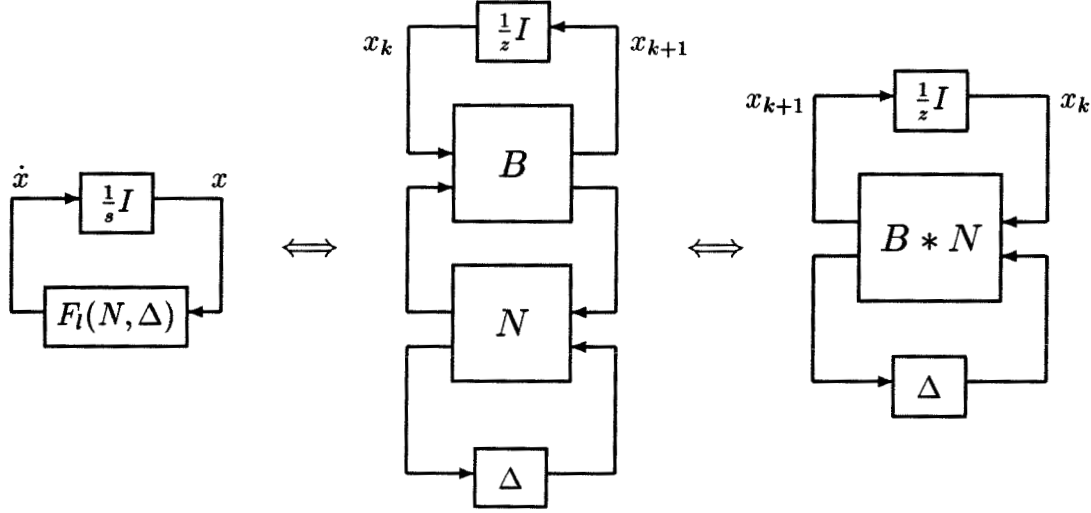 ẋ
1/s I
x
F_l(N, Δ)
⟺
x_k
1/z I
x_{k+1}
B
N
Δ
⟺
x_{k+1}
1/z I
x_k
B * N
Δ